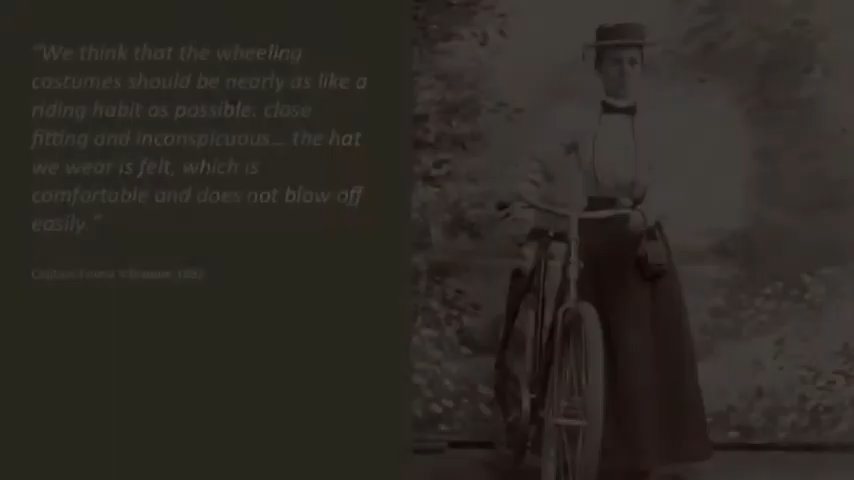 “We think that the wheeling
costumes should be nearly as like a
riding habit as possible: close
fitting and inconspicuous... the hat
we wear is felt, which is
comfortable and does not blow off
easily.”
Captain